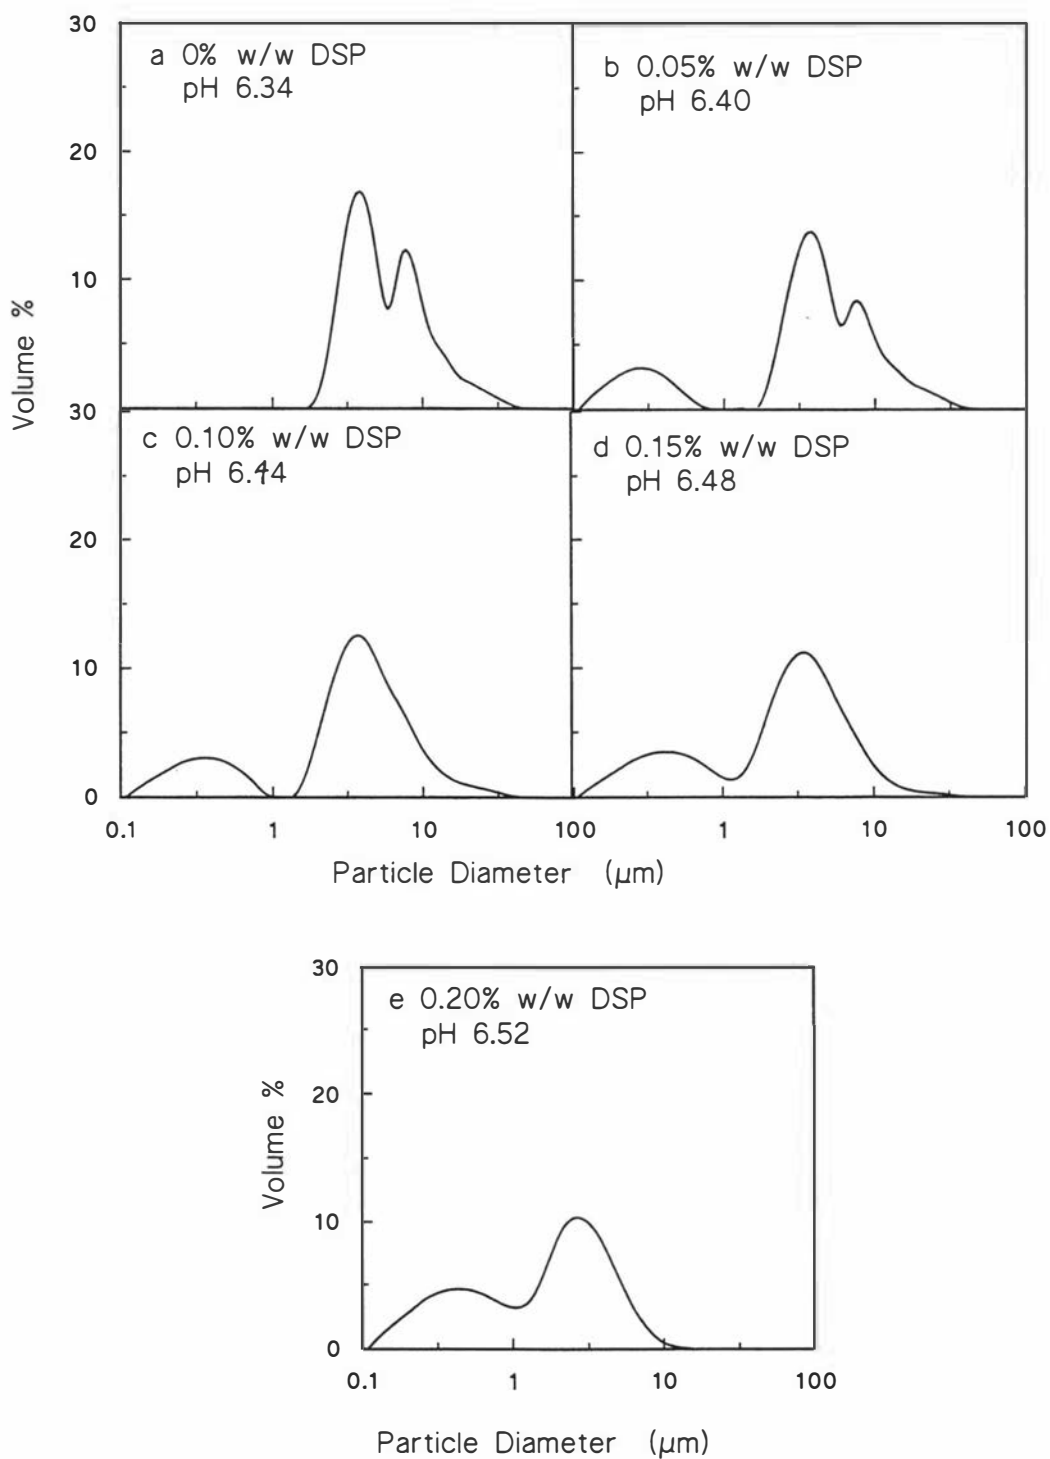 30
a 0% w/w DSP
pH 6.34
b 0.05% w/w DSP
pH 6.40
20
10
Volume %
30
c 0.10% w/w DSP
pH 6.44
d 0.15% w/w DSP
pH 6.48
20
10
0
0.1 1 10 100 1 10 100
Particle Diameter (μm)
30
e 0.20% w/w DSP
pH 6.52
20
Volume %
10
0
0.1 1 10 100
Particle Diameter (μm)